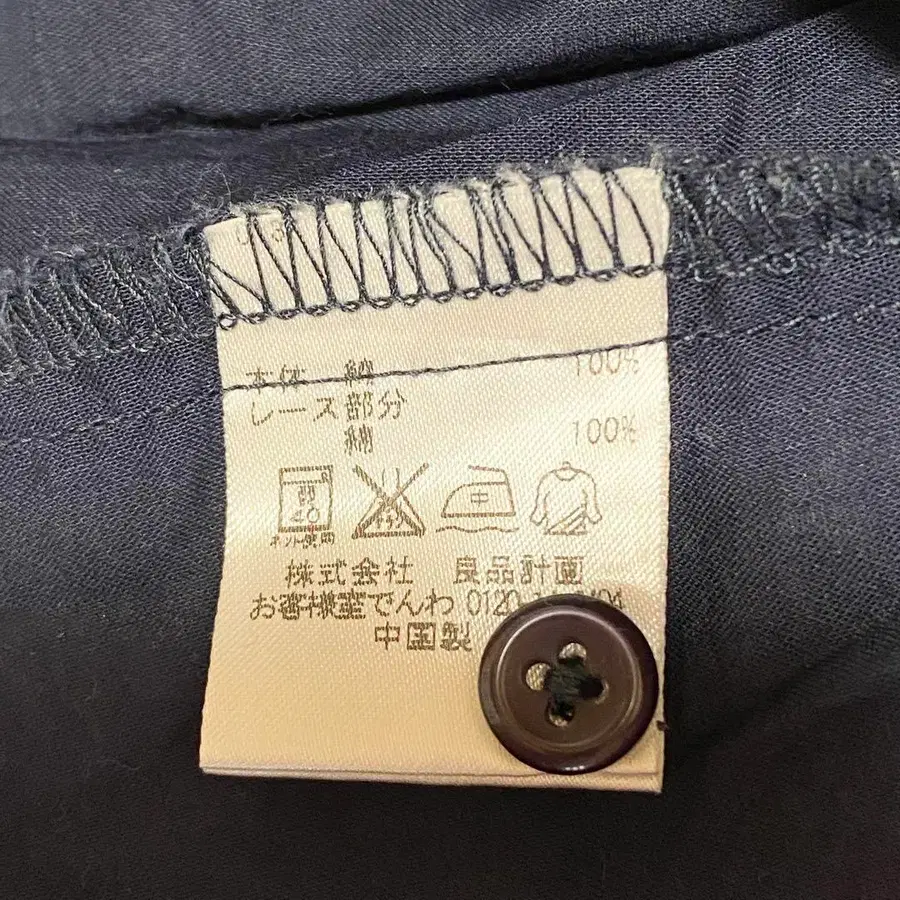 本体 綿 100%
レース部分
綿 100%
弱
40
中
ネット使用
株式会社 良品計画
お客様室でんわ 0120
中国製